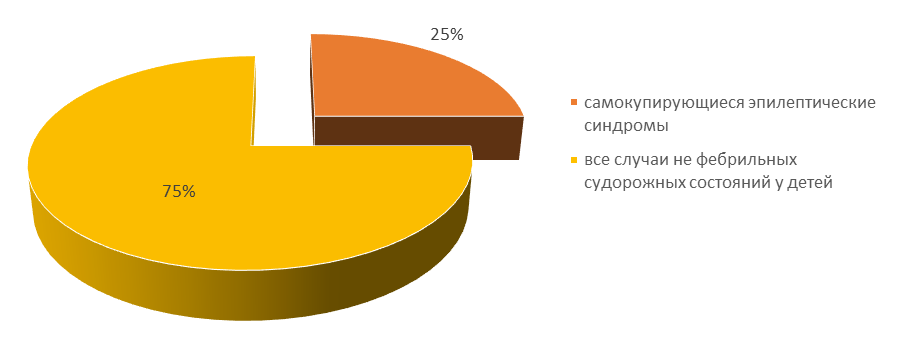 25%
самокупирующиеся эпилептические
синдромы
все случаи не фебрильных
судорожных состояний у детей
75%